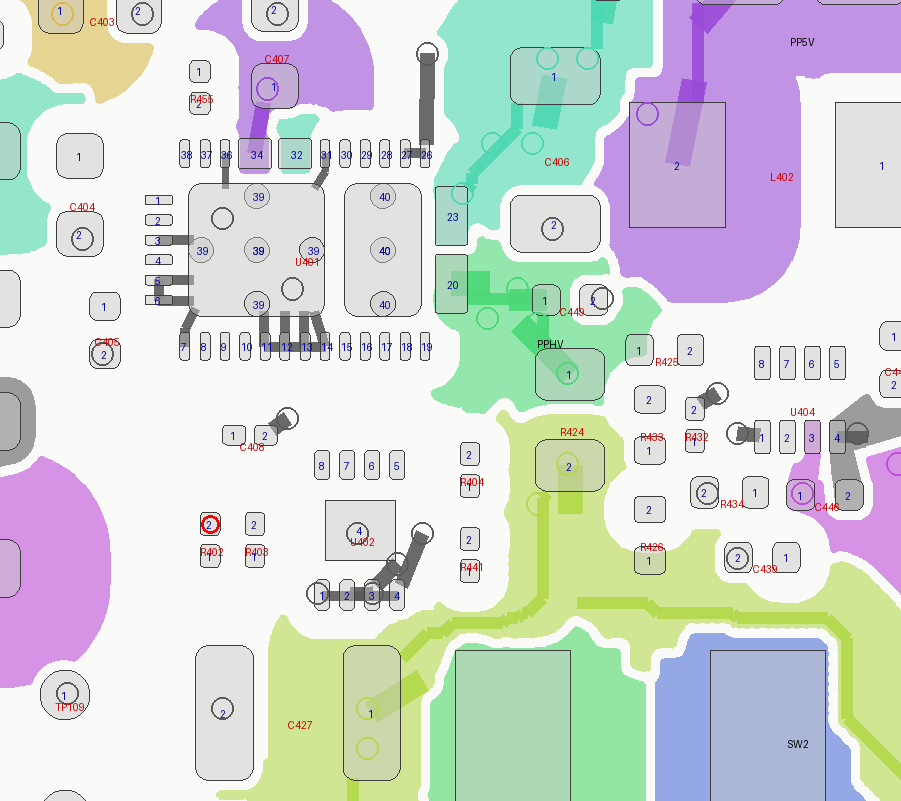 1 2 C403 2
PP5V
C407
1 1 1
R455 2
2 L402 1
1 38 37 36 34 32 31 30 29 28 27 26 C406
C404 2
1 2 3 4 5 6
39 39 39 39 39 U401 40 40 40
23 20
2
1 2 C449
PPHV
1
C405 1 2
7 8 9 10 11 12 13 14 15 16 17 18 19
1 R425 2
8 7 6 5
1 2
2 R433 1
2 R432 1
U404
1 2 3 4
1 2 C408
R424 2
8 7 6 5
2 R404 1
2 R434 1
1 C440 2
2 R402 1
2 R403 1
4 U402
2 R441 1
2 R426 1
2 C439 1
1 2 3 4
1 TP109
2 C427 1
SW2